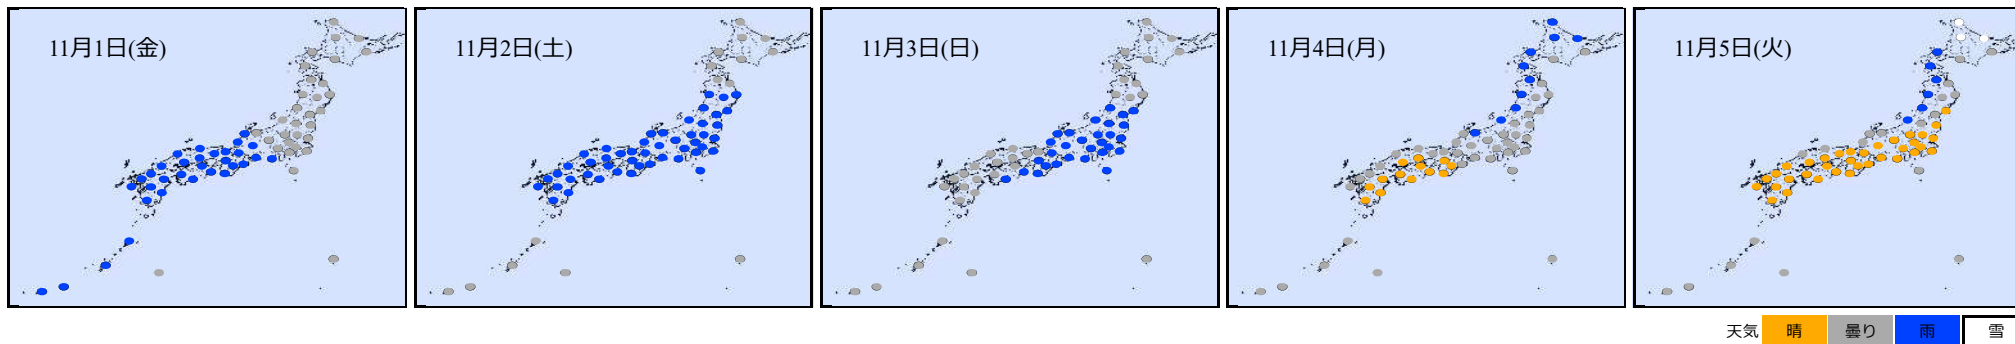 11月1日(金)
11月2日(土)
11月3日(日)
11月4日(月)
11月5日(火)
天気 晴 曇り 雨 雪